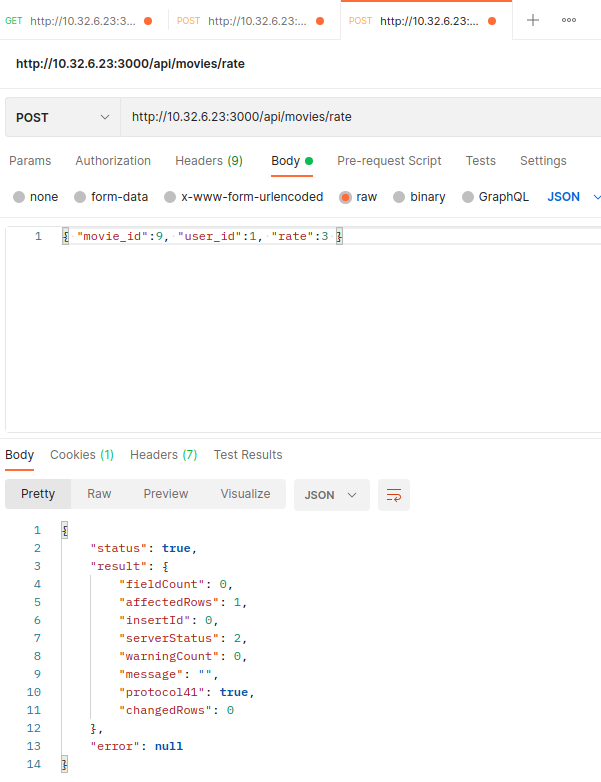 GET http://10.32.6.23:3... POST http://10.32.6.23:... POST http://10.32.6.23:... + ooo
http://10.32.6.23:3000/api/movies/rate
POST http://10.32.6.23:3000/api/movies/rate
Params Authorization Headers (9) Body Pre-request Script Tests Settings
none form-data x-www-form-urlencoded raw binary GraphQL JSON
1 { "movie_id":9, "user_id":1, "rate":3 }
Body Cookies (1) Headers (7) Test Results
Pretty Raw Preview Visualize JSON
1 {
2 "status": true,
3 "result": {
4 "fieldCount": 0,
5 "affectedRows": 1,
6 "insertId": 0,
7 "serverStatus": 2,
8 "warningCount": 0,
9 "message": "",
10 "protocol41": true,
11 "changedRows": 0
12 },
13 "error": null
14 }